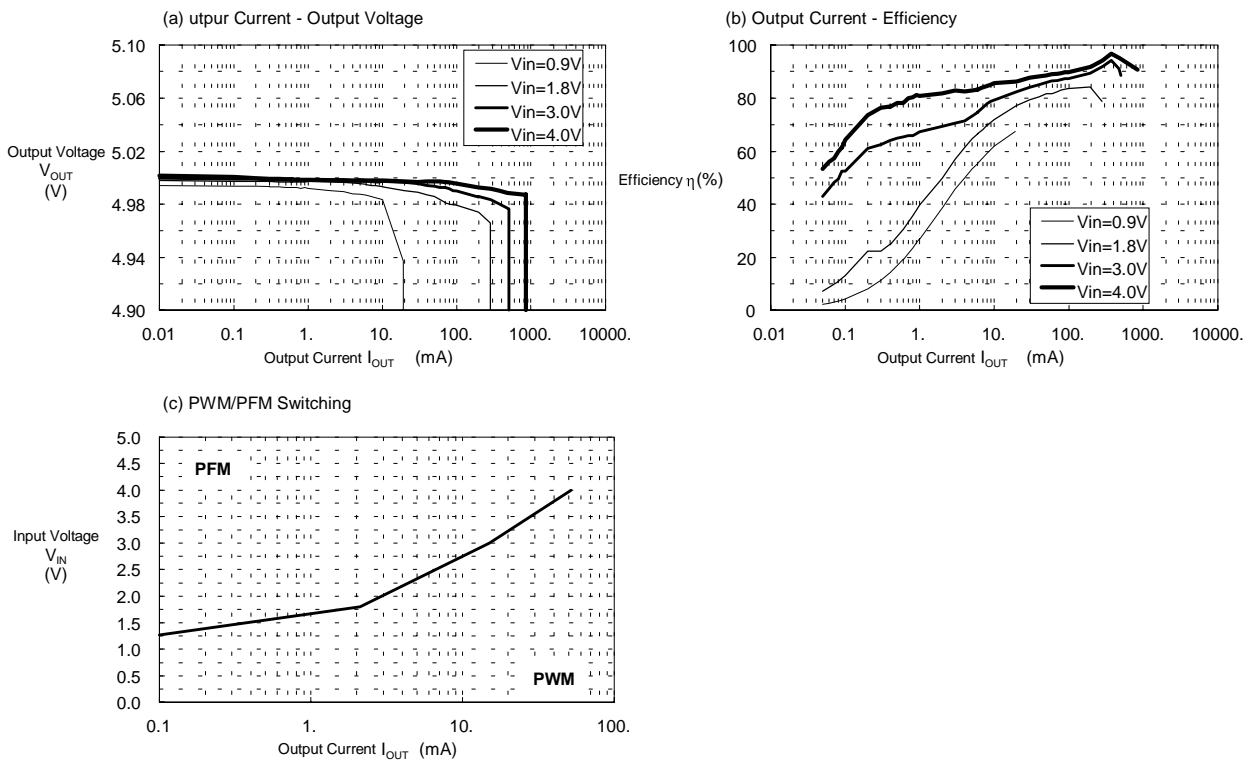 (a) utpur Current - Output Voltage
5.10
5.06
5.02
4.98
4.94
4.90
Output Voltage
VOUT
(V)
Vin=0.9V
Vin=1.8V
Vin=3.0V
Vin=4.0V
0.01 0.1 1. 10. 100. 1000. 10000.
Output Current IOUT (mA)
(b) Output Current - Efficiency
100
80
60
40
20
0
Efficiency η(%)
Vin=0.9V
Vin=1.8V
Vin=3.0V
Vin=4.0V
0.01 0.1 1. 10. 100. 1000. 10000.
Output Current IOUT (mA)
(c) PWM/PFM Switching
5.0
4.5
4.0
3.5
3.0
2.5
2.0
1.5
1.0
0.5
0.0
Input Voltage
VIN
(V)
PFM
PWM
0.1 1. 10. 100.
Output Current IOUT (mA)